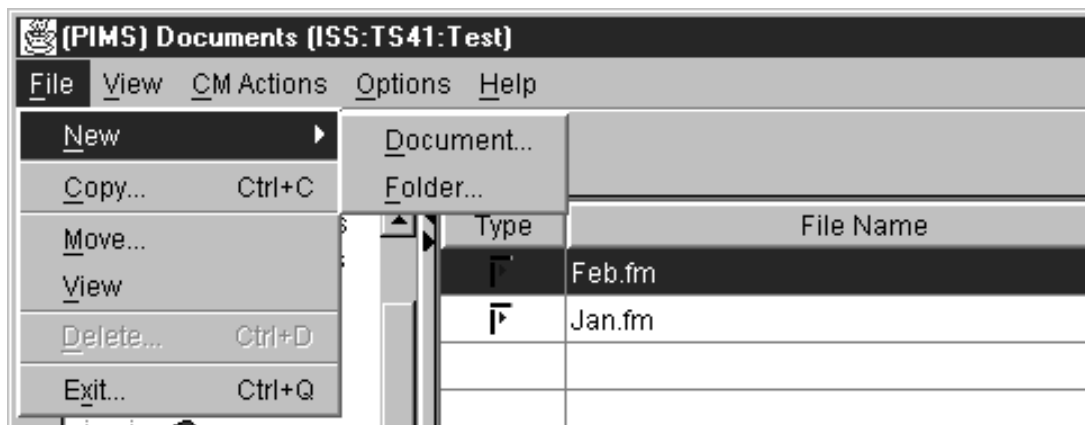 (PIMS) Documents (ISS:TS41:Test)
File View CM Actions Options Help
New
Document...
Copy... Ctrl+C
Folder...
Move...
View
Delete... Ctrl+D
Exit... Ctrl+Q
Type File Name
Feb.fm
Jan.fm